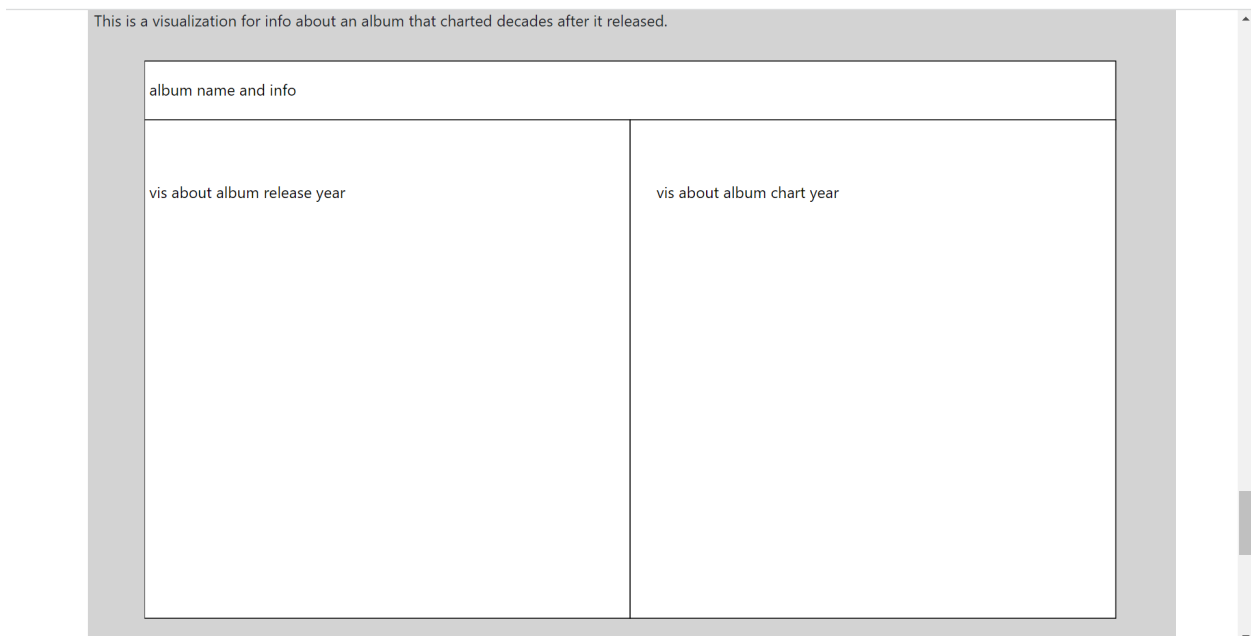 This is a visualization for info about an album that charted decades after it released.
album name and info
vis about album release year
vis about album chart year